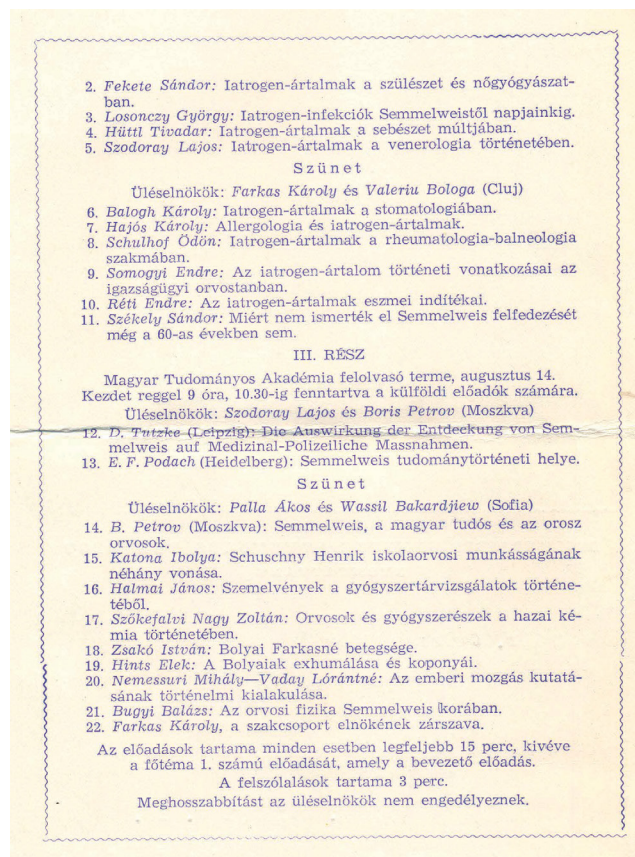 2. Fekete Sándor: Iatrogen-ártalmak a szülészet és nőgyógyászat-
ban.
3. Losonczy György: Iatrogen-infekciók Semmelweistől napjainkig.
4. Hüttl Tivadar: Iatrogen-ártalmak a sebészet múltjában.
5. Szodoray Lajos: Iatrogen-ártalmak a venerologia történetében.
Szünet
Üléselnökök: Farkas Károly és Valeriu Bologa (Cluj)
6. Balogh Károly: Iatrogen-ártalmak a stomatologiában.
7. Hajós Károly: Allergologia és iatrogen-ártalmak.
8. Schulhof Ödön: Iatrogen-ártalmak a rheumatologia-balneologia
szakmában.
9. Somogyi Endre: Az iatrogen-ártalom történeti vonatkozásai az
igazságügyi orvostanban.
10. Réti Endre: Az iatrogen-ártalmak eszmei indítékai.
11. Székely Sándor: Miért nem ismerték el Semmelweis felfedezését
még a 60-as években sem.
III. RÉSZ
Magyar Tudományos Akadémia felolvasó terme, augusztus 14.
Kezdet reggel 9 óra, 10.30-ig fenntartva a külföldi előadók számára.
Üléselnökök: Szodoray Lajos és Boris Petrov (Moszkva)
12. D. Tutzke (Leipzig): Die Auswirkung der Entdeckung von Sem-
melweis auf Medizinal-Polizeiliche Massnahmen.
13. E. F. Podach (Heidelberg): Semmelweis tudománytörténeti helye.
Szünet
Üléselnökök: Palla Ákos és Wassil Bakardjiew (Sofia)
14. B. Petrov (Moszkva): Semmelweis, a magyar tudós és az orosz
orvosok.
15. Katona Ibolya: Schuschny Henrik iskolaorvosi munkásságának
néhány vonása.
16. Halmai János: Szemelvények a gyógyszertárvizsgálatok történe-
téből.
17. Szőkefalvi Nagy Zoltán: Orvosok és gyógyszerészek a hazai ké-
mia történetében.
18. Zsakó István: Bolyai Farkasné betegsége.
19. Hints Elek: A Bolyaiak exhumálása és koponyái.
20. Nemessuri Mihály—Vaday Lórántné: Az emberi mozgás kutatá-
sának történelmi kialakulása.
21. Bugyi Balázs: Az orvosi fizika Semmelweis korában.
22. Farkas Károly, a szakcsoport elnökének zárszava.
Az előadások tartama minden esetben legfeljebb 15 perc, kivéve
a főtéma 1. számú előadását, amely a bevezető előadás.
A felszólalások tartama 3 perc.
Meghosszabbítást az üléselnökök nem engedélyeznek.